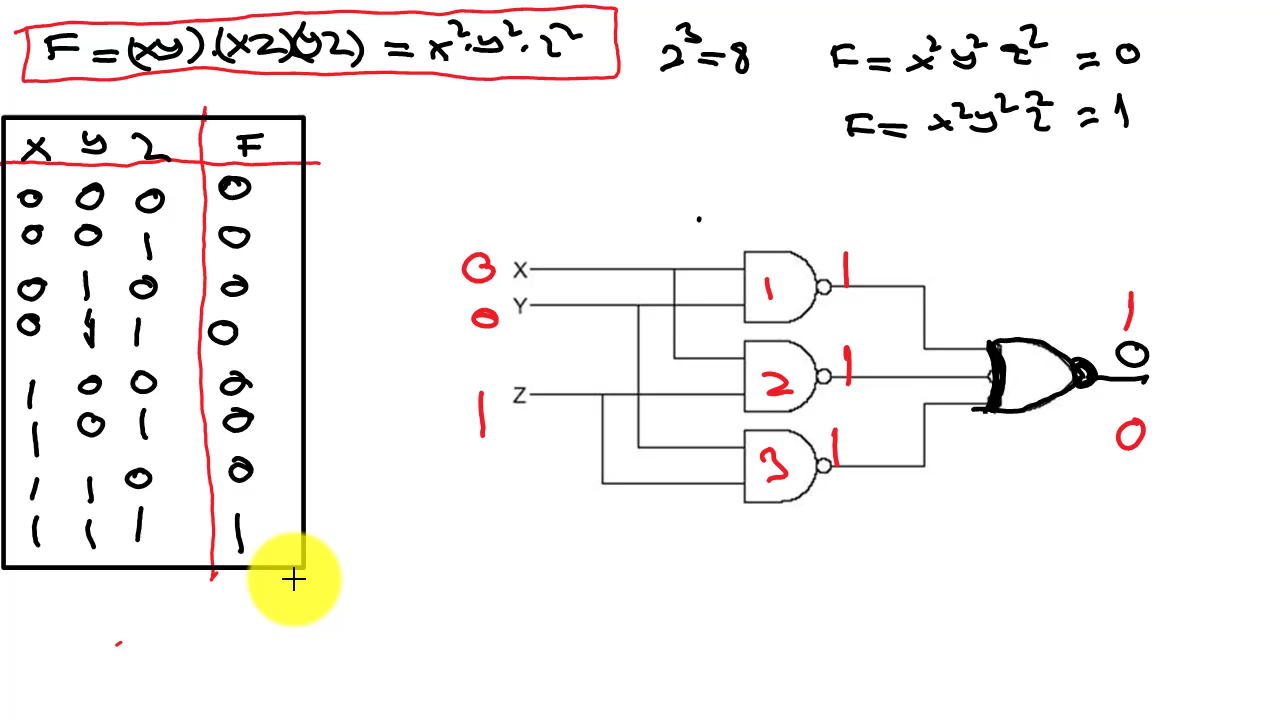 F = (xy).(xz)(yz) = x².y².z²
2³=8
F = x² y² z² = 0
F = x² y² z² = 1
x y z F
0 0 0 0
0 0 1 0
0 1 0 0
0 1 1 0
1 0 0 0
1 0 1 0
1 1 0 0
1 1 1 1
0 X
0 Y
1 Z
1 1
2 1
3 1
1
0
0